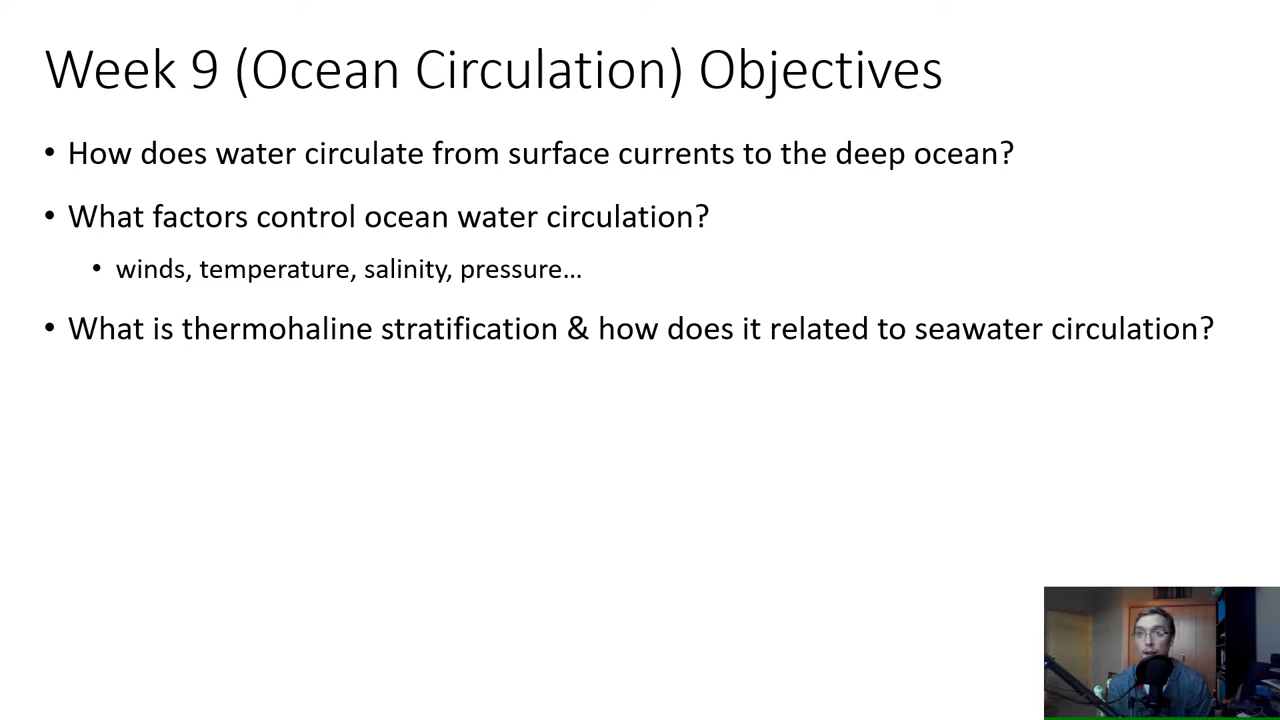 Week 9 (Ocean Circulation) Objectives
• How does water circulate from surface currents to the deep ocean?
• What factors control ocean water circulation?
• winds, temperature, salinity, pressure…
• What is thermohaline stratification & how does it related to seawater circulation?